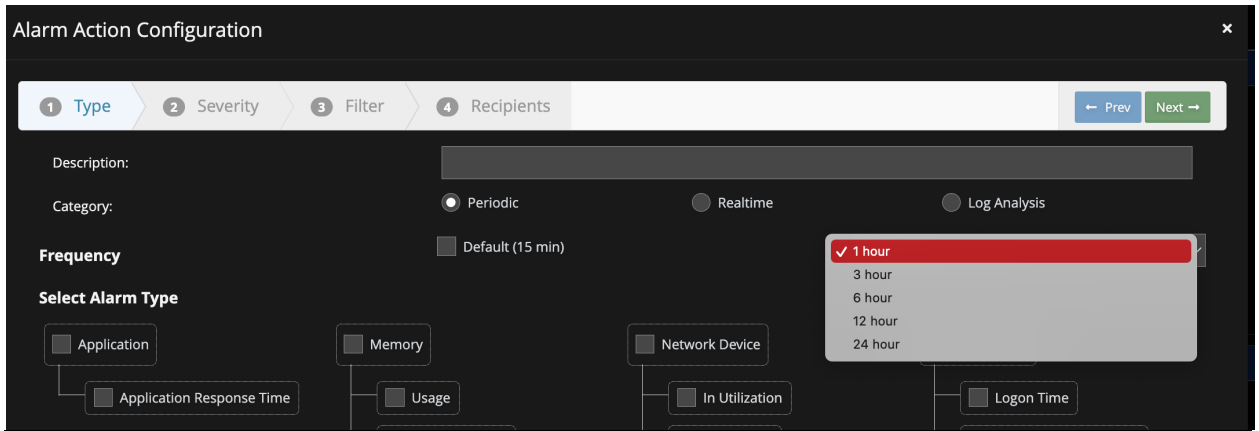 Alarm Action Configuration ×
1 Type 2 Severity 3 Filter 4 Recipients ← Prev Next →
Description:
Category: Periodic Realtime Log Analysis
Frequency Default (15 min) ✓ 1 hour
3 hour
6 hour
12 hour
24 hour
Select Alarm Type
Application Memory Network Device
Application Response Time Usage In Utilization Logon Time